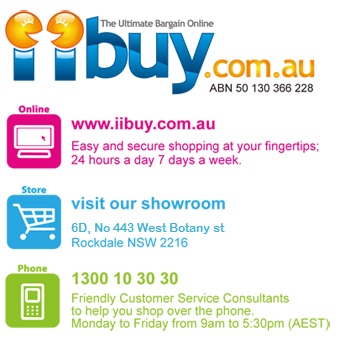 The Ultimate Bargain Online
iibuy.com.au
ABN 50 130 366 228
Online
www.iibuy.com.au
Easy and secure shopping at your fingertips;
24 hours a day 7 days a week.
Store
visit our showroom
6D, No 443 West Botany st
Rockdale NSW 2216
Phone
1300 10 30 30
Friendly Customer Service Consultants
to help you shop over the phone.
Monday to Friday from 9am to 5:30pm (AEST)